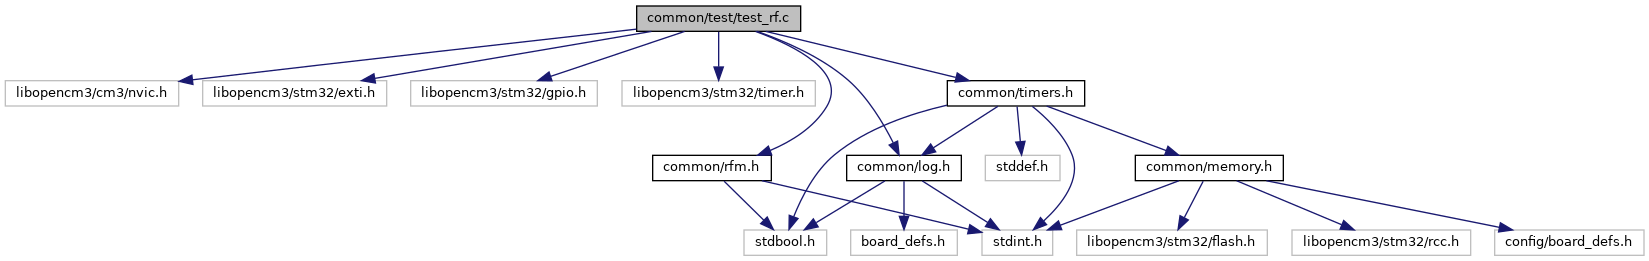 common/test/test_rf.c
libopencm3/cm3/nvic.h
libopencm3/stm32/exti.h
libopencm3/stm32/gpio.h
libopencm3/stm32/timer.h
common/timers.h
common/rfm.h
common/log.h
stddef.h
common/memory.h
stdbool.h
board_defs.h
stdint.h
libopencm3/stm32/flash.h
libopencm3/stm32/rcc.h
config/board_defs.h